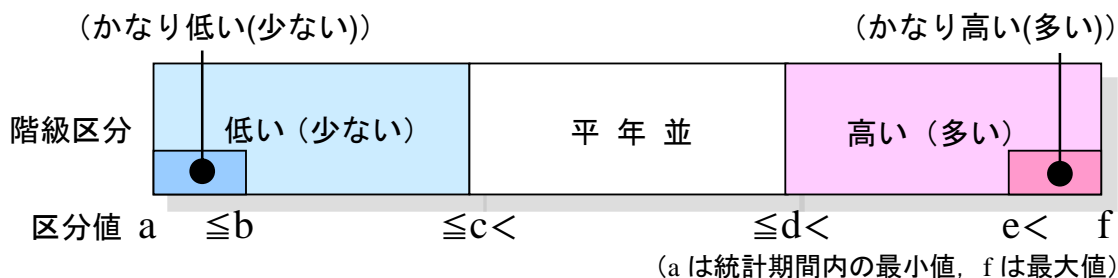 （かなり低い(少ない)） （かなり高い(多い)）
階級区分 低い（少ない） 平 年 並 高い（多い）
区分値 a ≦b ≦c< ≦d< e< f
（a は統計期間内の最小値，f は最大値）